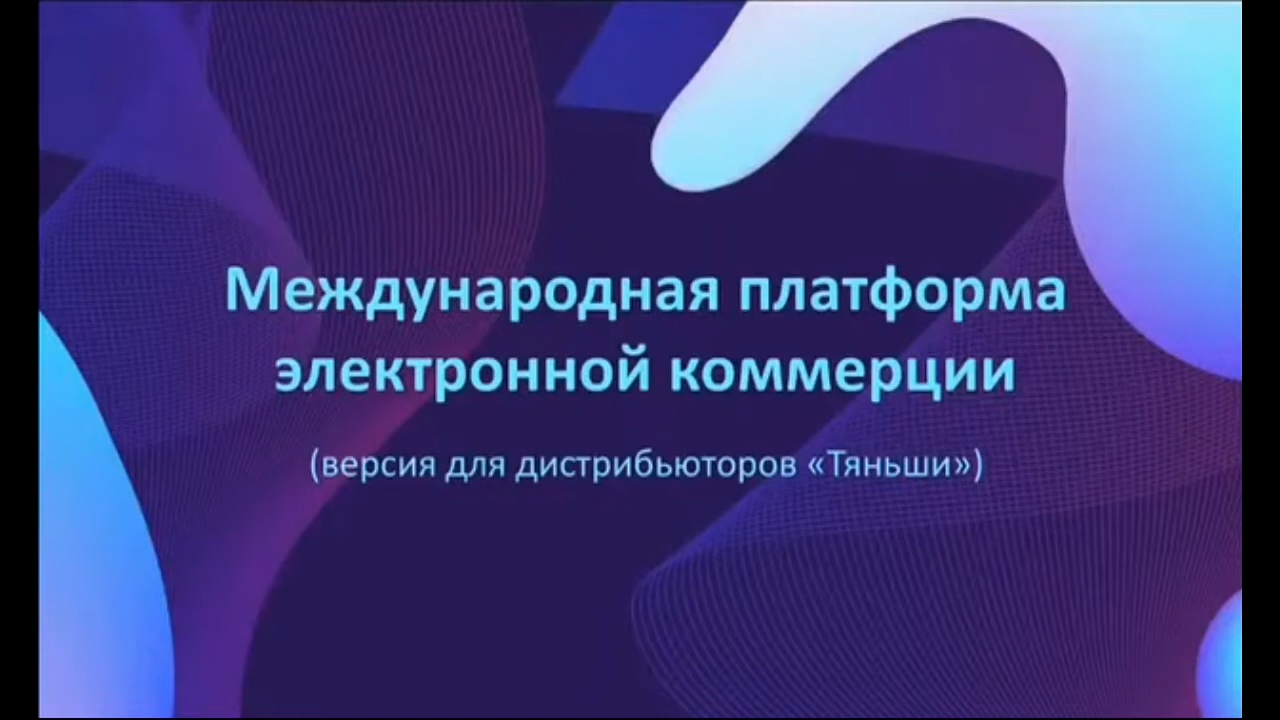 Международная платформа
электронной коммерции
(версия для дистрибьюторов «Тяньши»)